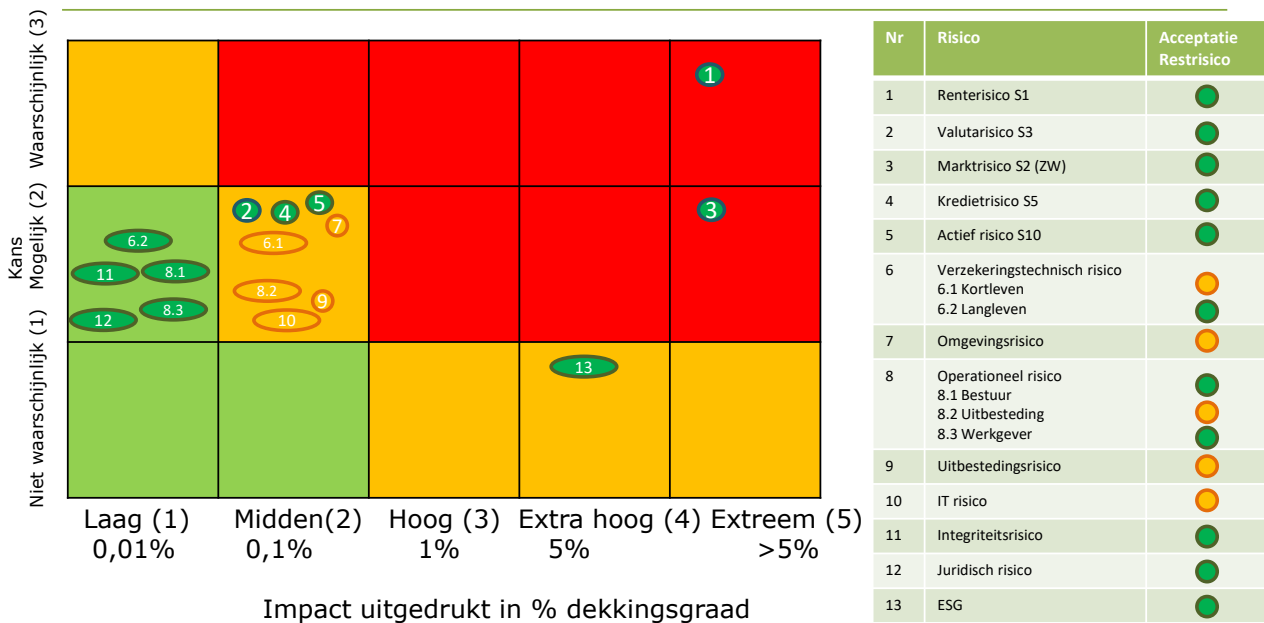 Kans
Waarschijnlijk (3)
Mogelijk (2)
Niet waarschijnlijk (1)
1
2
4
5
7
3
6.1
6.2
11
8.1
8.2
9
8.3
12
10
13
Laag (1)
Midden(2)
Hoog (3)
Extra hoog (4)
Extreem (5)
0,01%
0,1%
1%
5%
>5%
Impact uitgedrukt in % dekkingsgraad
Nr Risico Acceptatie
Restrisico
1 Renterisico S1
2 Valutarisico S3
3 Marktrisico S2 (ZW)
4 Kredietrisico S5
5 Actief risico S10
6 Verzekeringstechnisch risico
6.1 Kortleven
6.2 Langleven
7 Omgevingsrisico
8 Operationeel risico
8.1 Bestuur
8.2 Uitbesteding
8.3 Werkgever
9 Uitbestedingsrisico
10 IT risico
11 Integriteitsrisico
12 Juridisch risico
13 ESG